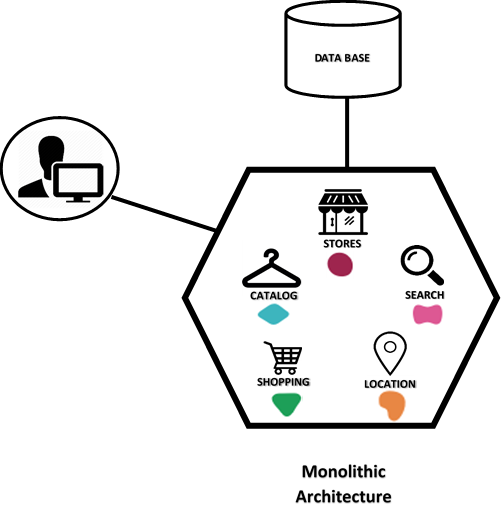 DATA BASE
STORES
CATALOG
SEARCH
SHOPPING
LOCATION
Monolithic
Architecture